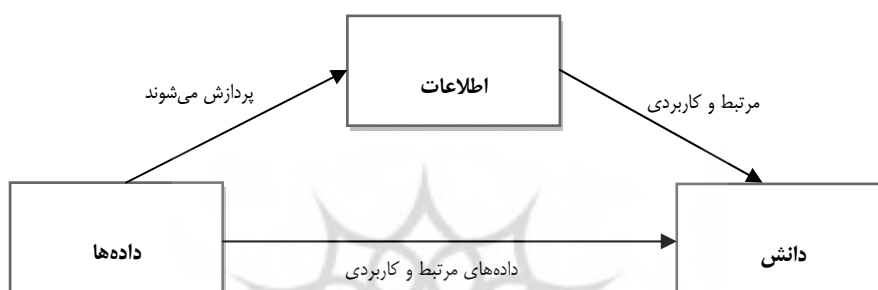 اطلاعات
پردازش می‌شوند
مرتبط و کاربردی
داده‌ها
دانش
داده‌های مرتبط و کاربردی